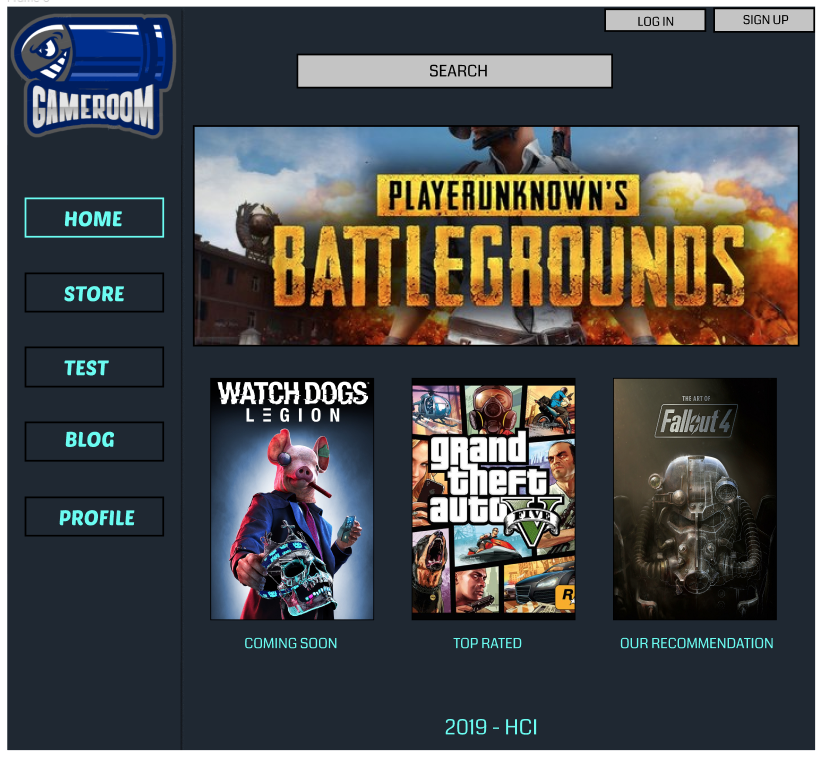 LOG IN
SIGN UP
GAMEROOM
SEARCH
PLAYERUNKNOWN'S
BATTLEGROUNDS
HOME
STORE
TEST
BLOG
PROFILE
WATCH DOGS
LEGION
grand
theft
auto
FIVE
R
THE ART OF
Fallout 4
COMING SOON
TOP RATED
OUR RECOMMENDATION
2019 - HCI